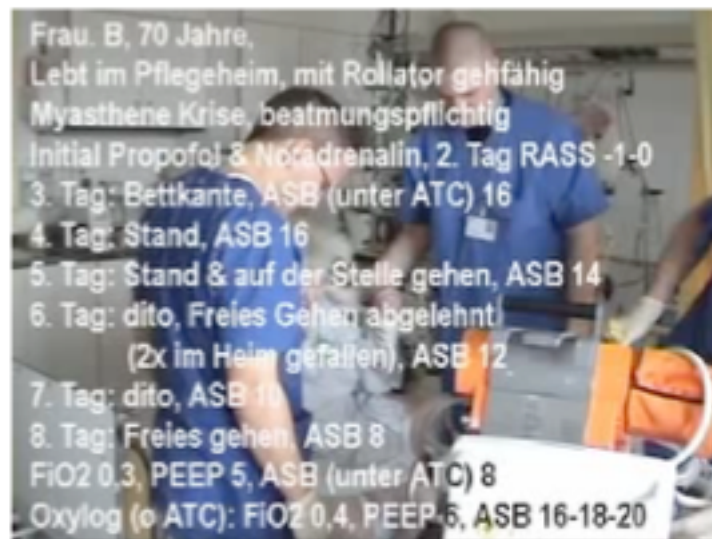 Frau. B, 70 Jahre,
Lebt im Pflegeheim, mit Rollator gehfähig
Myasthene Krise, beatmungspflichtig
Initial Propofol & Noradrenalin, 2. Tag RASS -1-0
3. Tag: Bettkante, ASB (unter ATC) 16
4. Tag: Stand, ASB 16
5. Tag: Stand & auf der Stelle gehen, ASB 14
6. Tag: dito, Freies Gehen abgelehnt
(2x im Heim gefallen), ASB 12
7. Tag: dito, ASB 10
8. Tag: Freies gehen, ASB 8
FiO2 0.3, PEEP 5, ASB (unter ATC) 8
Oxylog (o ATC): FiO2 0,4, PEEP 6, ASB 16-18-20